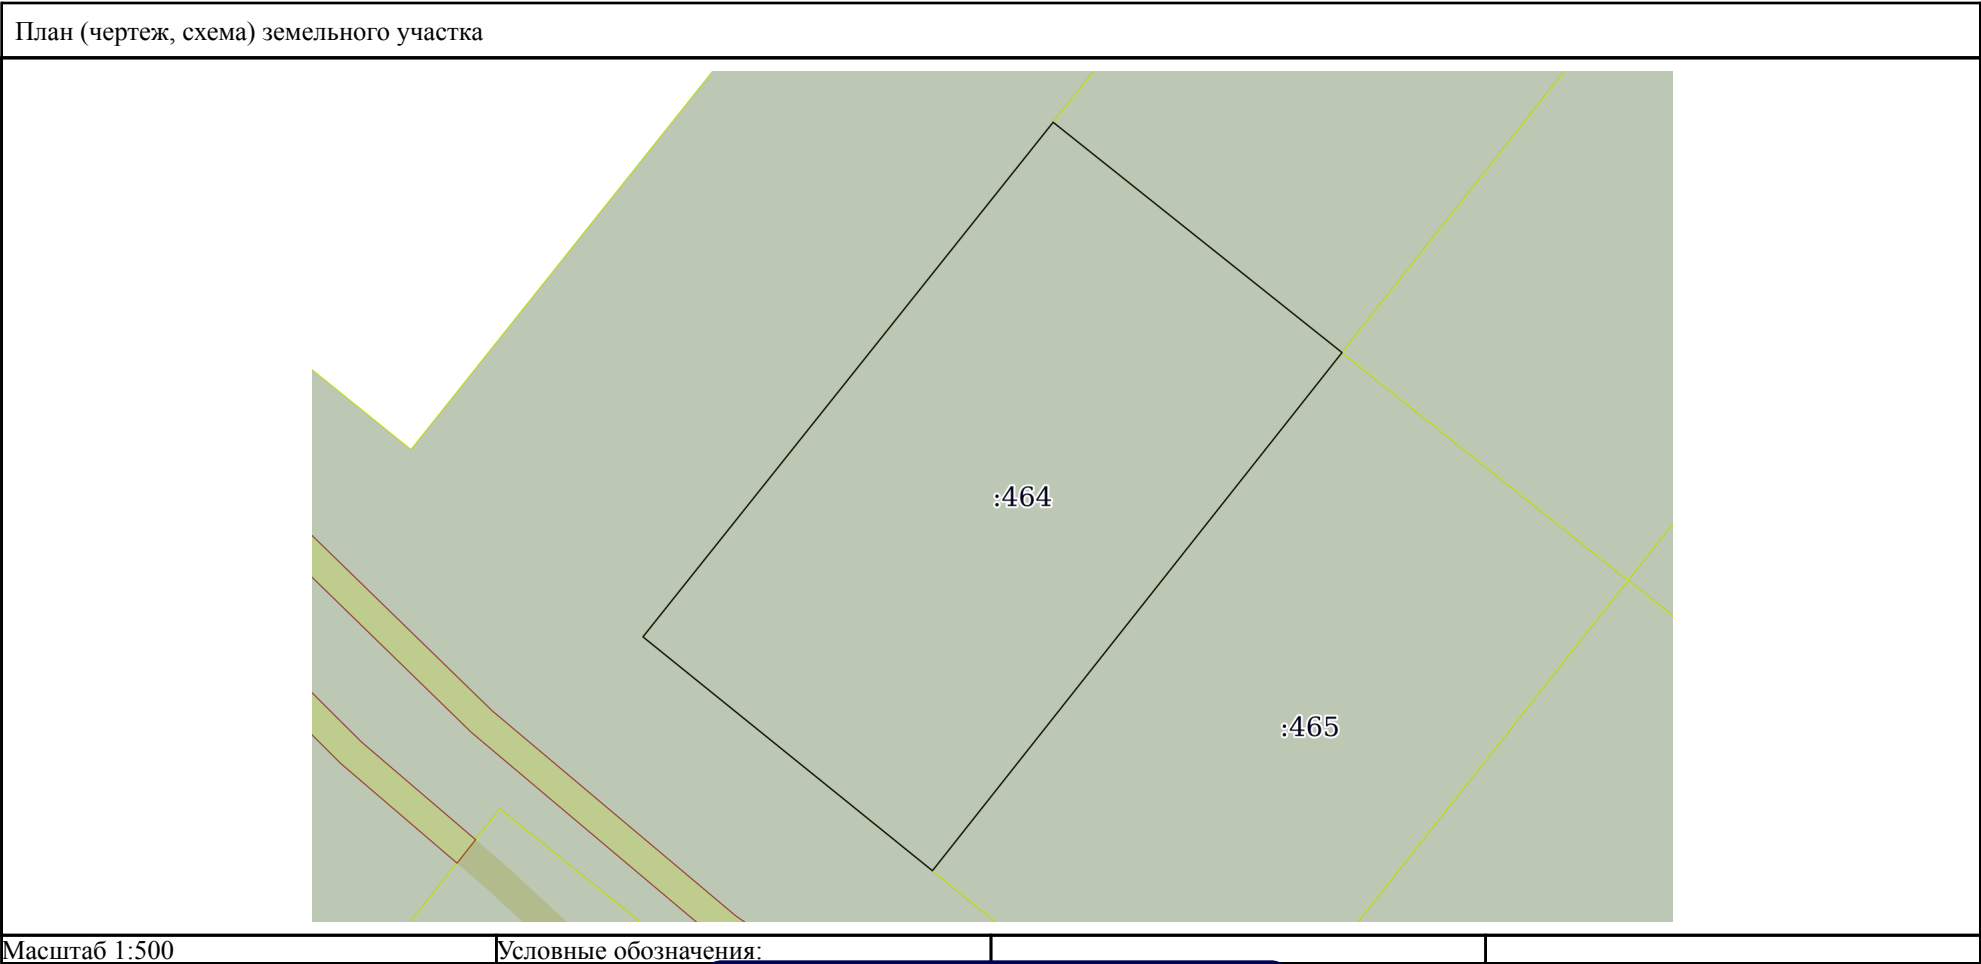 План (чертеж, схема) земельного участка
:464
:465
Масштаб 1:500
Условные обозначения: